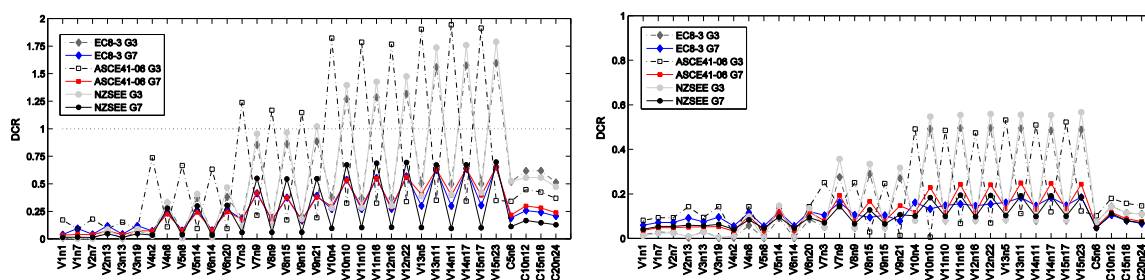 2
1.75
1.5
1.25
1
0.75
0.5
0.25
0
DCR
EC8-3 G3
EC8-3 G7
ASCE41-06 G3
ASCE41-06 G7
NZSEE G3
NZSEE G7
V1n1 V1n7 V2n7 V2n13 V3n13 V3n19 V4n2 V4n8 V5n8 V5n14 V6n14 V6n20 V7n3 V7n9 V8n9 V8n15 V9n15 V9n21 V10n4 V10n10 V11n10 V11n16 V12n16 V12n22 V13n5 V13n11 V14n11 V14n17 V15n17 V15n23 C5n6 C10n12 C15n18 C20n24
1
0.8
0.6
0.4
0.2
0
DCR
EC8-3 G3
EC8-3 G7
ASCE41-06 G3
ASCE41-06 G7
NZSEE G3
NZSEE G7
V1n1 V1n7 V2n7 V2n13 V3n13 V3n19 V4n2 V4n8 V5n8 V5n14 V6n14 V6n20 V7n3 V7n9 V8n9 V8n15 V9n15 V9n21 V10n4 V10n10 V11n10 V11n16 V12n16 V12n22 V13n5 V13n11 V14n11 V14n17 V15n17 V15n23 C5n6 C10n12 C15n18 C20n24